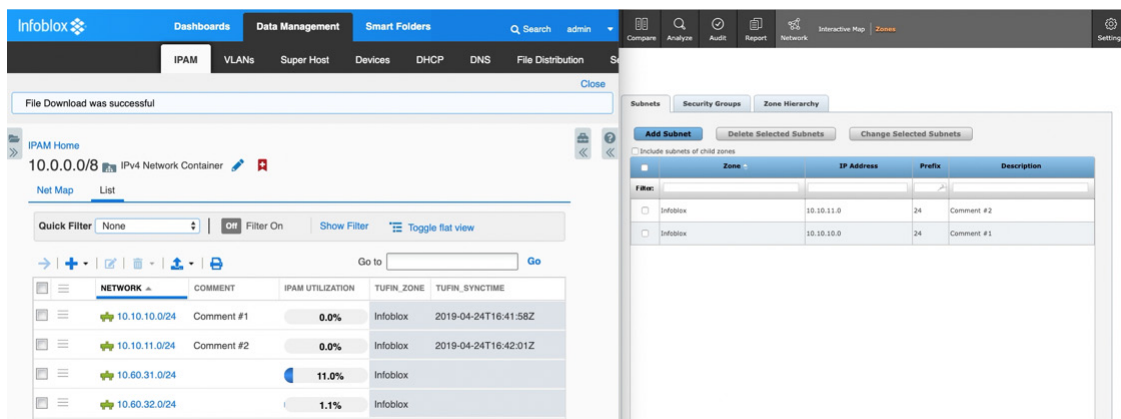 Infoblox
Dashboards Data Management Smart Folders Search admin
IPAM VLANs Super Host Devices DHCP DNS File Distribution
Close
File Download was successful
IPAM Home
10.0.0.0/8 IPv4 Network Container
Net Map List
Quick Filter None Off Filter On Show Filter Toggle flat view
Go to Go
NETWORK COMMENT IPAM UTILIZATION TUFIN_ZONE TUFIN_SYNCTIME
10.10.10.0/24 Comment #1 0.0% Infoblox 2019-04-24T16:41:58Z
10.10.11.0/24 Comment #2 0.0% Infoblox 2019-04-24T16:42:01Z
10.60.31.0/24 11.0% Infoblox
10.60.32.0/24 1.1% Infoblox
Compare Analyze Audit Report Network Interactive Map Zones Setting
Subnets Security Groups Zone Hierarchy
Add Subnet Delete Selected Subnets Change Selected Subnets
Include subnets of child zones
Zone IP Address Prefix Description
Filter:
Infoblox 10.10.11.0 24 Comment #2
Infoblox 10.10.10.0 24 Comment #1